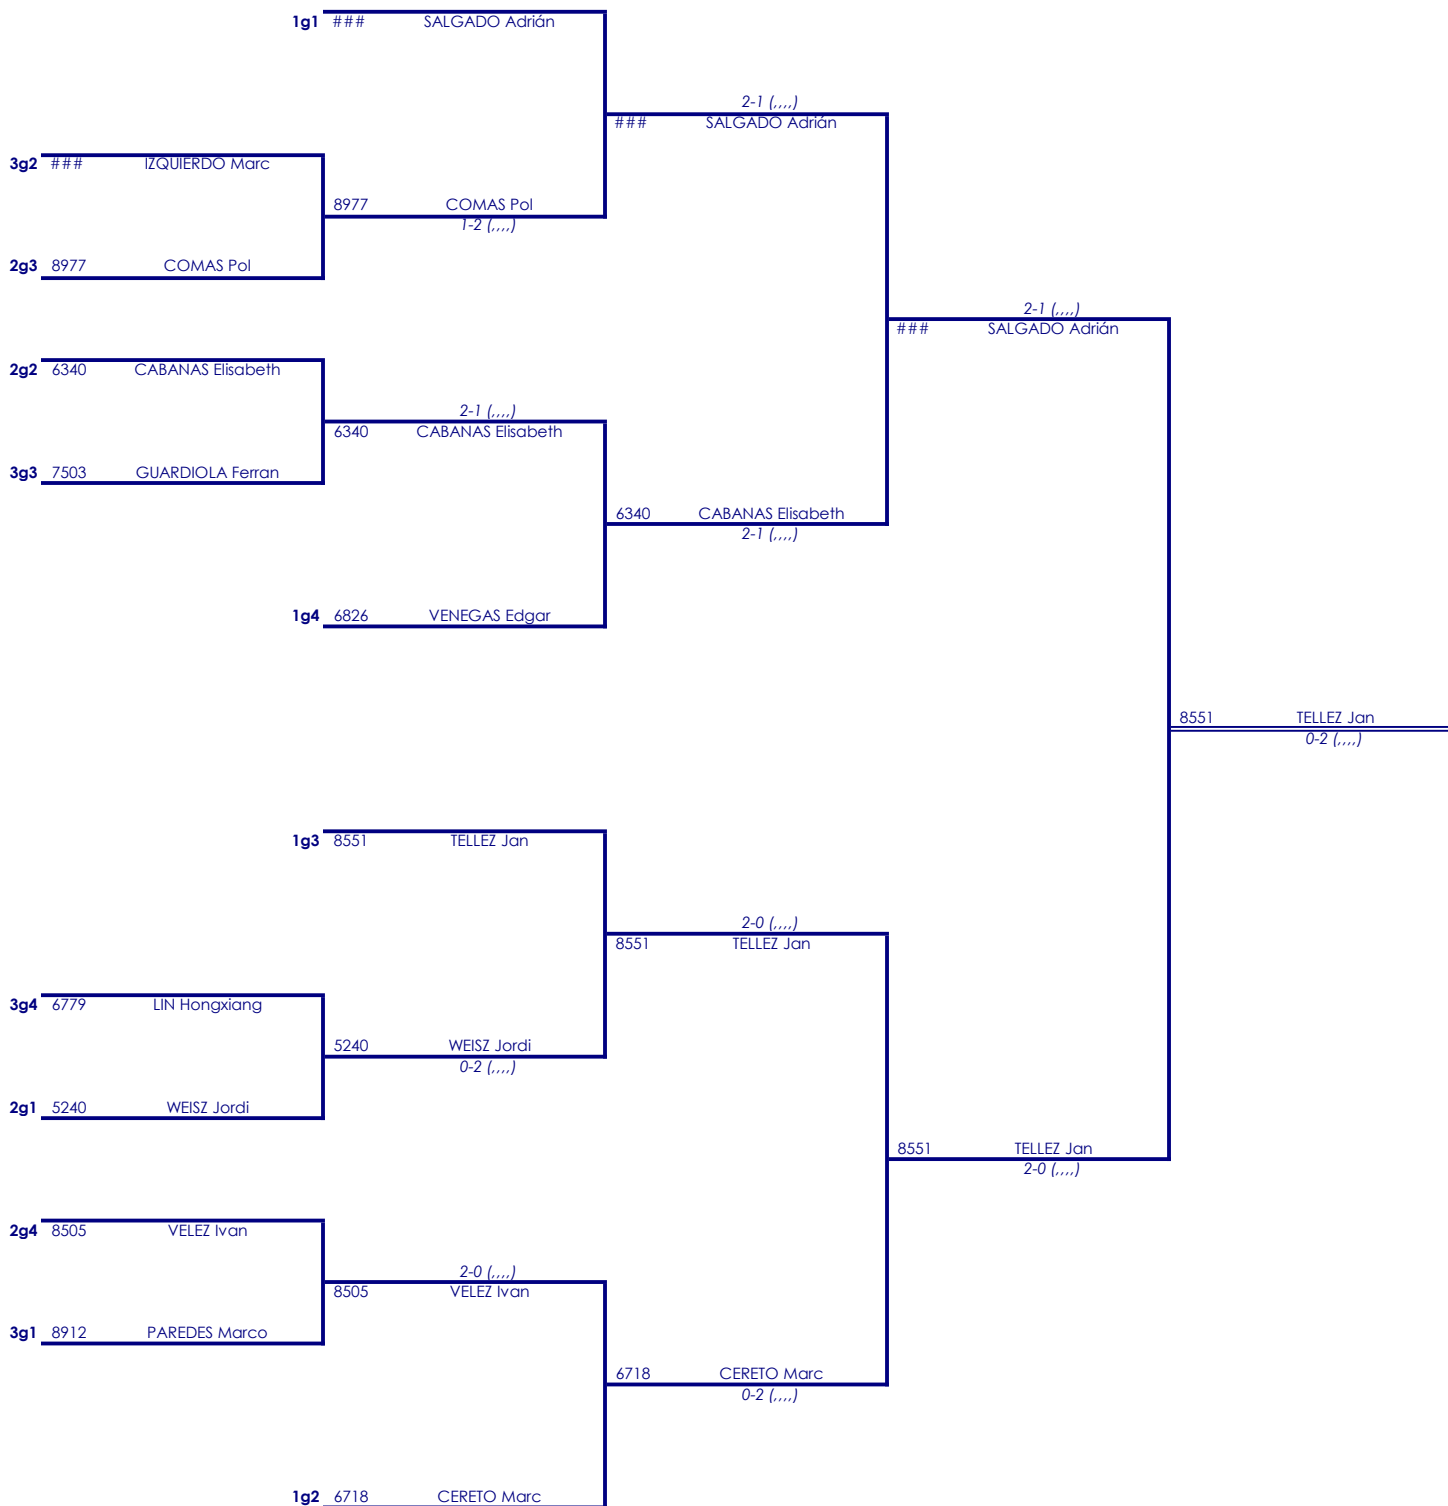 1g1 ### SALGADO Adrián
2-1 (,,,,)
### SALGADO Adrián
3g2 ### IZQUIERDO Marc
8977 COMAS Pol
1-2 (,,,,)
2g3 8977 COMAS Pol
2-1 (,,,,)
### SALGADO Adrián
2g2 6340 CABANAS Elisabeth
2-1 (,,,,)
6340 CABANAS Elisabeth
3g3 7503 GUARDIOLA Ferran
6340 CABANAS Elisabeth
2-1 (,,,,)
1g4 6826 VENEGAS Edgar
8551 TELLEZ Jan
0-2 (,,,,)
1g3 8551 TELLEZ Jan
2-0 (,,,,)
8551 TELLEZ Jan
3g4 6779 LIN Hongxiang
5240 WEISZ Jordi
0-2 (,,,,)
2g1 5240 WEISZ Jordi
8551 TELLEZ Jan
2-0 (,,,,)
2g4 8505 VELEZ Ivan
2-0 (,,,,)
8505 VELEZ Ivan
3g1 8912 PAREDES Marco
6718 CERETO Marc
0-2 (,,,,)
1g2 6718 CERETO Marc